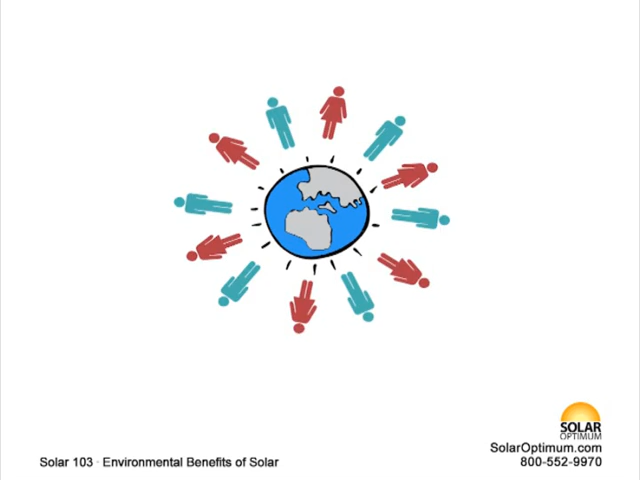 SOLAR
OPTIMUM
SolarOptimum.com
800-552-9970
Solar 103 · Environmental Benefits of Solar